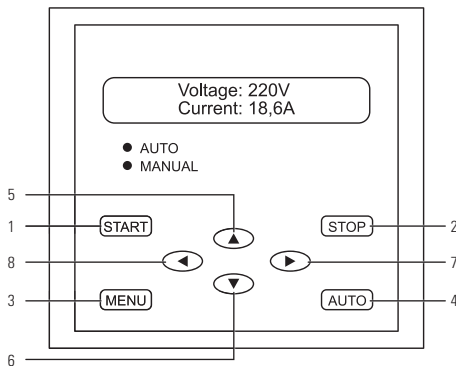 Voltage: 220V
Current: 18,6A
AUTO
MANUAL
5
1 START STOP 2
8 7
3 MENU AUTO 4
6